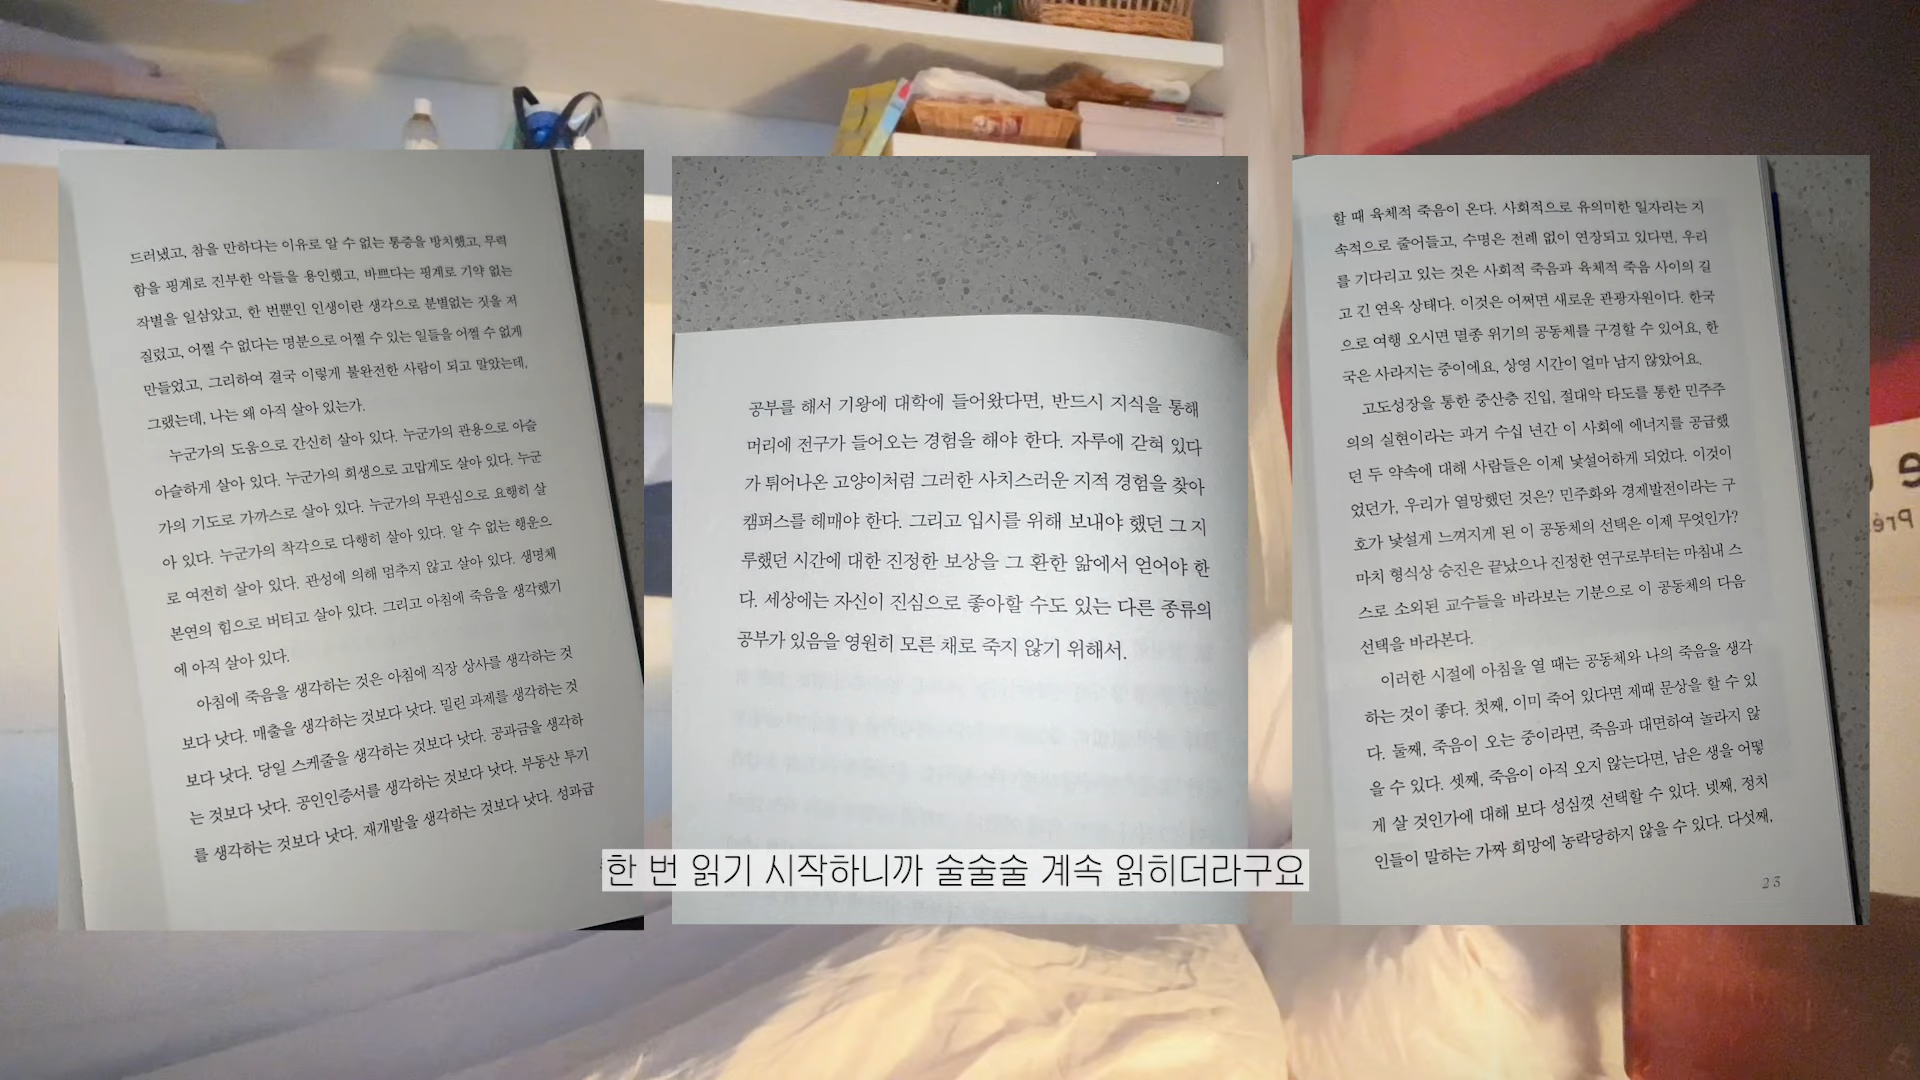 드러냈고, 참을 만하다는 이유로 알 수 없는 통증을 방치했고, 무력
함을 핑계로 진부한 악들을 용인했고, 바쁘다는 핑계로 기약 없는
작별을 일삼았고, 한 번뿐인 인생이란 생각으로 분별없는 짓을 저
질렀고, 어쩔 수 없다는 명분으로 어쩔 수 있는 일들을 어쩔 수 없게
만들었고, 그리하여 결국 이렇게 불완전한 사람이 되고 말았는데,
그랬는데, 나는 왜 아직 살아 있는가.
누군가의 도움으로 간신히 살아 있다. 누군가의 관용으로 아슬
아슬하게 살아 있다. 누군가의 희생으로 고맙게도 살아 있다. 누군
가의 기도로 가까스로 살아 있다. 누군가의 무관심으로 요행히 살
아 있다. 누군가의 착각으로 다행히 살아 있다. 알 수 없는 행운으
로 여전히 살아 있다. 관성에 의해 멈추지 않고 살아 있다. 생명체
본연의 힘으로 버티고 살아 있다. 그리고 아침에 죽음을 생각했기
에 아직 살아 있다.
아침에 죽음을 생각하는 것은 아침에 직장 상사를 생각하는 것
보다 낫다. 매출을 생각하는 것보다 낫다. 밀린 과제를 생각하는 것
보다 낫다. 당일 스케줄을 생각하는 것보다 낫다. 공과금을 생각하
는 것보다 낫다. 공인인증서를 생각하는 것보다 낫다. 부동산 투기
를 생각하는 것보다 낫다. 재개발을 생각하는 것보다 낫다. 성과급
공부를 해서 기왕에 대학에 들어왔다면, 반드시 지식을 통해
머리에 전구가 들어오는 경험을 해야 한다. 자루에 갇혀 있다
가 튀어나온 고양이처럼 그러한 사치스러운 지적 경험을 찾아
캠퍼스를 헤매야 한다. 그리고 입시를 위해 보내야 했던 그 지
루했던 시간에 대한 진정한 보상을 그 환한 앎에서 얻어야 한
다. 세상에는 자신이 진심으로 좋아할 수도 있는 다른 종류의
공부가 있음을 영원히 모른 채로 죽지 않기 위해서.
할 때 육체적 죽음이 온다. 사회적으로 유의미한 일자리는 지
속적으로 줄어들고, 수명은 전례 없이 연장되고 있다면, 우리
를 기다리고 있는 것은 사회적 죽음과 육체적 죽음 사이의 길
고 긴 연옥 상태다. 이것은 어쩌면 새로운 관광자원이다. 한국
으로 여행 오시면 멸종 위기의 공동체를 구경할 수 있어요, 한
국은 사라지는 중이에요, 상영 시간이 얼마 남지 않았어요.
고도성장을 통한 중산층 진입, 절대악 타도를 통한 민주주
의의 실현이라는 과거 수십 년간 이 사회에 에너지를 공급했
던 두 약속에 대해 사람들은 이제 낯설어하게 되었다. 이것이
었던가, 우리가 열망했던 것은? 민주화와 경제발전이라는 구
호가 낯설게 느껴지게 된 이 공동체의 선택은 이제 무엇인가?
마치 형식상 승진은 끝났으나 진정한 연구로부터는 마침내 스
스로 소외된 교수들을 바라보는 기분으로 이 공동체의 다음
선택을 바라본다.
이러한 시절에 아침을 열 때는 공동체와 나의 죽음을 생각
하는 것이 좋다. 첫째, 이미 죽어 있다면 제때 문상을 할 수 있
다. 둘째, 죽음이 오는 중이라면, 죽음과 대면하여 놀라지 않
을 수 있다. 셋째, 죽음이 아직 오지 않는다면, 남은 생을 어떻
게 살 것인가에 대해 보다 성심껏 선택할 수 있다. 넷째, 정치
인들이 말하는 가짜 희망에 농락당하지 않을 수 있다. 다섯째,
23
한 번 읽기 시작하니까 술술술 계속 읽히더라구요